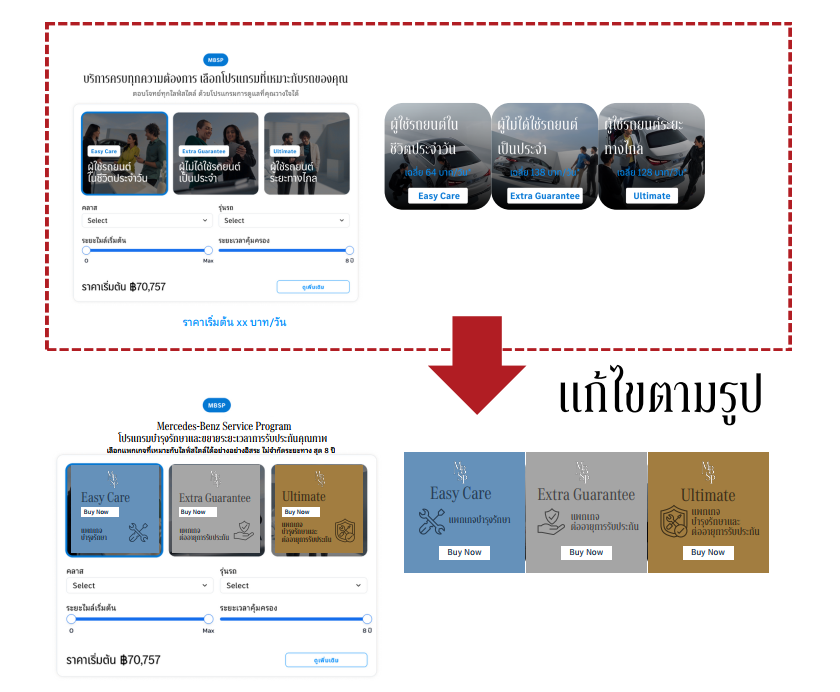 MBSP
บริการครบทุกความต้องการ เลือกโปรแกรมที่เหมาะกับรถของคุณ
ตอบโจทย์ทุกไลฟ์สไตล์ ด้วยโปรแกรมการดูแลที่คุณวางใจได้
Easy Care
ผู้ใช้รถยนต์
ในชีวิตประจำวัน
Extra Guarantee
ผู้ไม่ได้ใช้รถยนต์
เป็นประจำ
Ultimate
ผู้ใช้รถยนต์
ระยะทางไกล
คลาส
รุ่นรถ
Select
Select
ระยะไมล์เริ่มต้น
ระยะเวลาคุ้มครอง
0
Max
8 ปี
ราคาเริ่มต้น ฿70,757
ดูเพิ่มเติม
ราคาเริ่มต้น xx บาท/วัน
ผู้ใช้รถยนต์ใน
ชีวิตประจำวัน
เฉลี่ย 64 บาท/วัน
Easy Care
ผู้ไม่ได้ใช้รถยนต์
เป็นประจำ
เฉลี่ย 138 บาท/วัน
Extra Guarantee
ผู้ใช้รถยนต์ระยะ
ทางไกล
เฉลี่ย 128 บาท/วัน
Ultimate
แก้ไขตามรูป
MBSP
Mercedes-Benz Service Program
โปรแกรมบำรุงรักษาและขยายระยะเวลาการรับประกันคุณภาพ
เลือกแพกเกจที่เหมาะกับไลฟ์สไตล์ได้อย่างอย่างอิสระ ไม่จำกัดระยะทาง สุด 8 ปี
Easy Care
Buy Now
แพกเกจ
บำรุงรักษา
Extra Guarantee
Buy Now
แพกเกจ
ต่ออายุการรับประกัน
Ultimate
Buy Now
แพกเกจ
บำรุงรักษาและ
ต่ออายุการรับประกัน
คลาส
รุ่นรถ
Select
Select
ระยะไมล์เริ่มต้น
ระยะเวลาคุ้มครอง
0
Max
8 ปี
ราคาเริ่มต้น ฿70,757
ดูเพิ่มเติม
Easy Care
แพกเกจบำรุงรักษา
Buy Now
Extra Guarantee
แพกเกจ
ต่ออายุการรับประกัน
Buy Now
Ultimate
แพกเกจ
บำรุงรักษาและ
ต่ออายุการรับประกัน
Buy Now